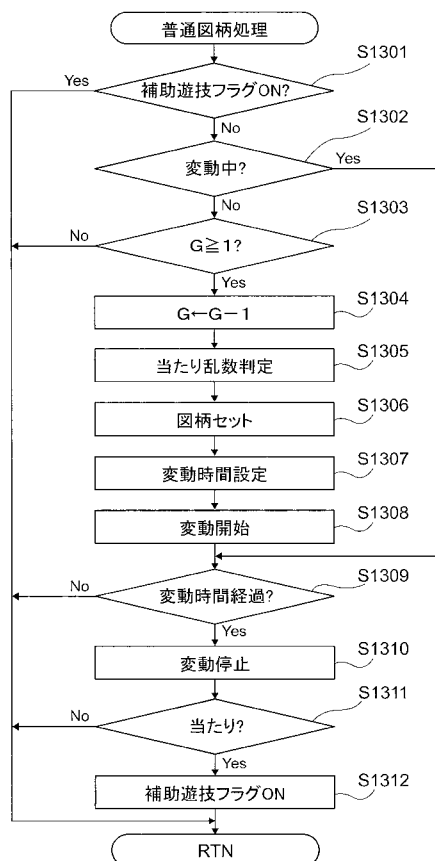 普通図柄処理
S1301
Yes
補助遊技フラグON?
No
S1302
変動中?
Yes
No
S1303
No
G≧1?
Yes
S1304
G←G−1
S1305
当たり乱数判定
S1306
図柄セット
S1307
変動時間設定
S1308
変動開始
S1309
No
変動時間経過?
Yes
S1310
変動停止
S1311
No
当たり?
Yes
S1312
補助遊技フラグON
RTN